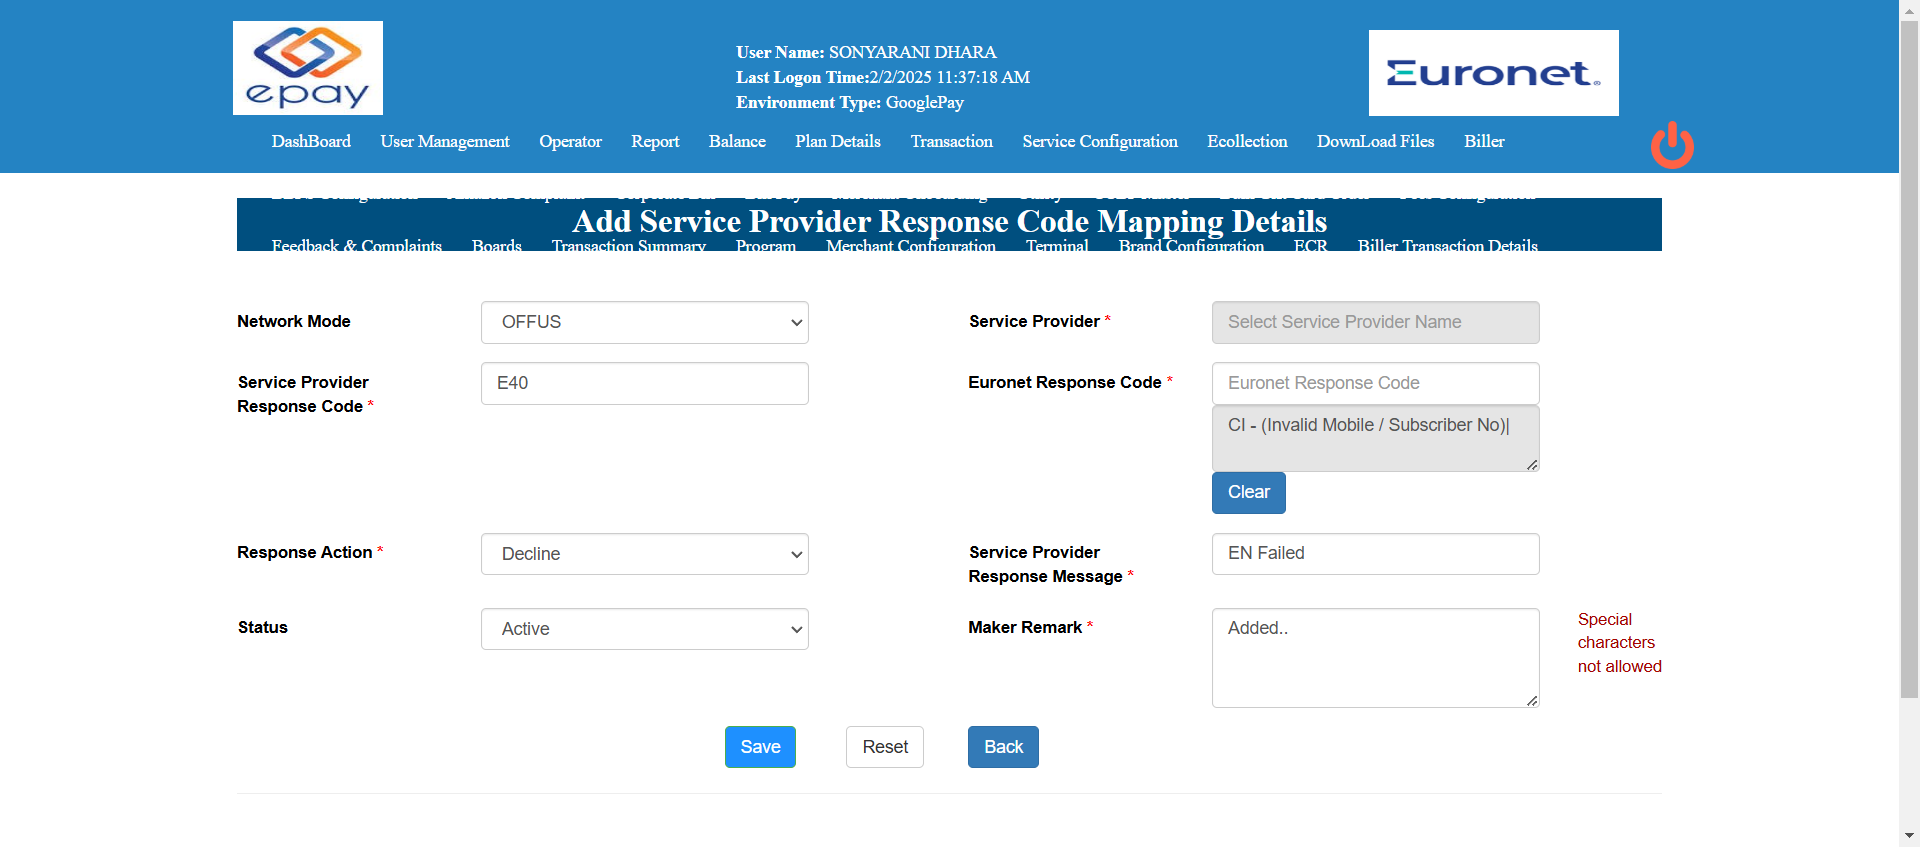 epay
User Name: SONYARANI DHARA
Last Logon Time:2/2/2025 11:37:18 AM
Environment Type: GooglePay
Euronet
DashBoard User Management Operator Report Balance Plan Details Transaction Service Configuration Ecollection DownLoad Files Biller
Add Service Provider Response Code Mapping Details
Feedback & Complaints Boards Transaction Summary Program Merchant Configuration Terminal Brand Configuration ECR Biller Transaction Details
Network Mode OFFUS Service Provider * Select Service Provider Name
Service Provider Response Code * E40 Euronet Response Code * Euronet Response Code
CI - (Invalid Mobile / Subscriber No)|
Clear
Response Action * Decline Service Provider Response Message * EN Failed
Status Active Maker Remark * Added..
Special
characters
not allowed
Save Reset Back